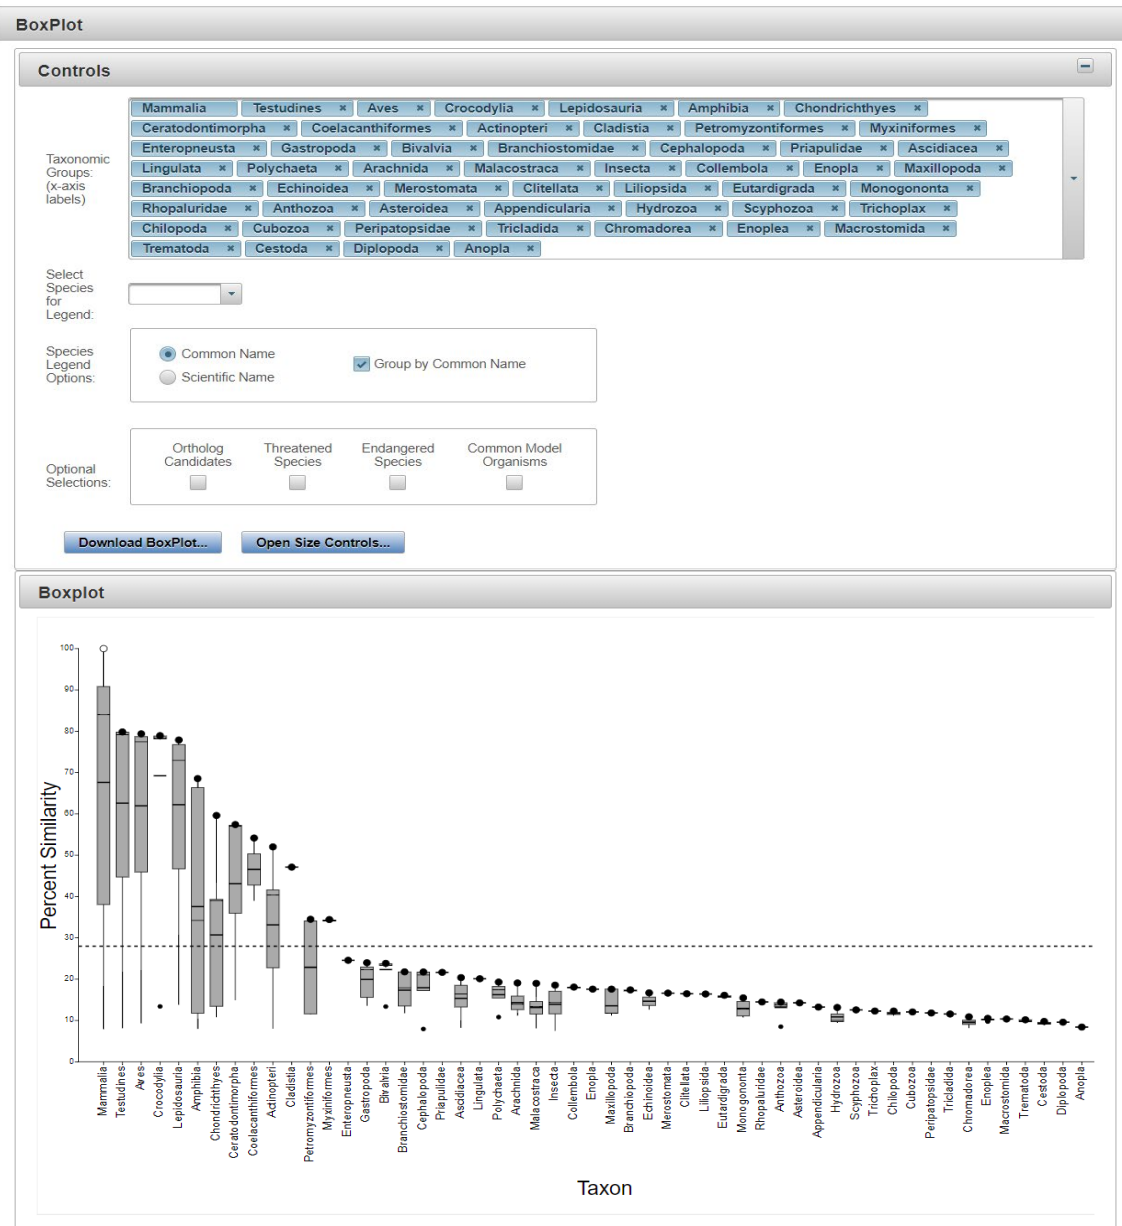 BoxPlot
Controls
Taxonomic
Groups:
(x-axis
labels)
Mammalia Testudines × Aves × Crocodylia × Lepidosauria × Amphibia × Chondrichthyes ×
Ceratodontimorpha × Coelacanthiformes × Actinopteri × Cladistia × Petromyzontiformes × Myxiniformes ×
Enteropneusta × Gastropoda × Bivalvia × Branchiostomidae × Cephalopoda × Priapulidae × Ascidiacea ×
Lingulata × Polychaeta × Arachnida × Malacostraca × Insecta × Collembola × Enopla × Maxillopoda ×
Branchiopoda × Echinoidea × Merostomata × Clitellata × Liliopsida × Eutardigrada × Monogononta ×
Rhopaluridae × Anthozoa × Asteroidea × Appendicularia × Hydrozoa × Scyphozoa × Trichoplax ×
Chilopoda × Cubozoa × Peripatopsidae × Tricladida × Chromadorea × Enoplea × Macrostomida ×
Trematoda × Cestoda × Diplopoda × Anopla ×
Select
Species
for
Legend:
Species
Legend
Options:
Common Name
Scientific Name
Group by Common Name
Optional
Selections:
Ortholog
Candidates
Threatened
Species
Endangered
Species
Common Model
Organisms
Download BoxPlot...
Open Size Controls...
Boxplot
Percent Similarity
100
90
80
70
60
50
40
30
20
10
0
Mammalia
Testudines
Aves
Crocodylia
Lepidosauria
Amphibia
Chondrichthyes
Ceratodontimorpha
Coelacanthiformes
Actinopteri
Cladistia
Petromyzontiformes
Myxiniformes
Enteropneusta
Gastropoda
Bivalvia
Branchiostomidae
Cephalopoda
Priapulidae
Ascidiacea
Lingulata
Polychaeta
Arachnida
Malacostraca
Insecta
Collembola
Enopla
Maxillopoda
Branchiopoda
Echinoidea
Merostomata
Clitellata
Liliopsida
Eutardigrada
Monogononta
Rhopaluridae
Anthozoa
Asteroidea
Appendicularia
Hydrozoa
Scyphozoa
Trichoplax
Chilopoda
Cubozoa
Peripatopsidae
Tricladida
Chromadorea
Enoplea
Macrostomida
Trematoda
Cestoda
Diplopoda
Anopla
Taxon